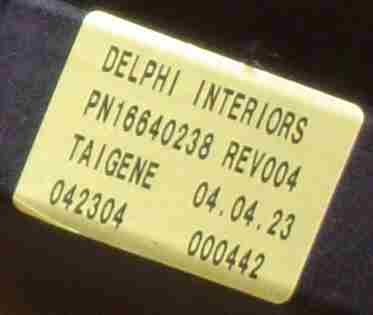 DELPHI INTERIORS
PN16640238 REV004
TAIGENE 04.04.23
042304 000442